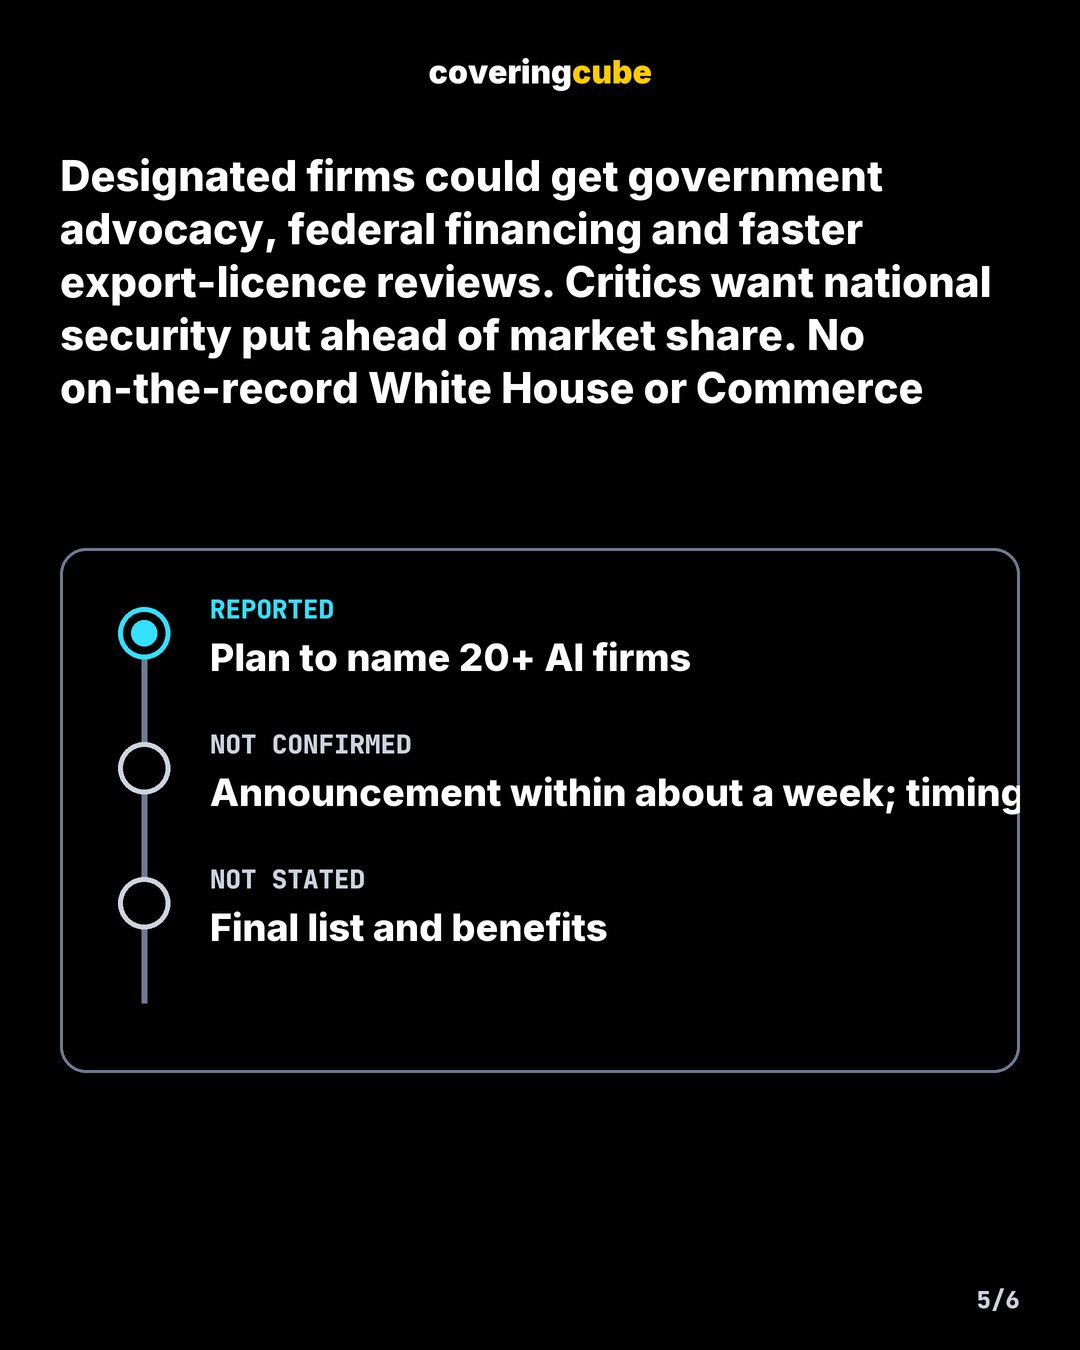 coveringcube
Designated firms could get government
advocacy, federal financing and faster
export-licence reviews. Critics want national
security put ahead of market share. No
on-the-record White House or Commerce
REPORTED
Plan to name 20+ AI firms
NOT CONFIRMED
Announcement within about a week; timing
NOT STATED
Final list and benefits
5/6